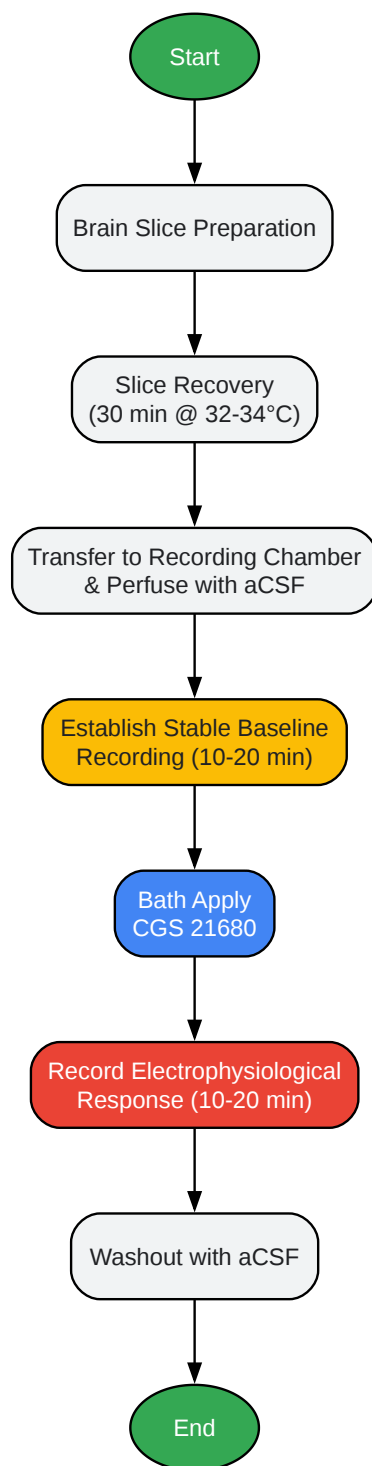 Start
Brain Slice Preparation
Slice Recovery
(30 min @ 32-34°C)
Transfer to Recording Chamber
& Perfuse with aCSF
Establish Stable Baseline
Recording (10-20 min)
Bath Apply
CGS 21680
Record Electrophysiological
Response (10-20 min)
Washout with aCSF
End